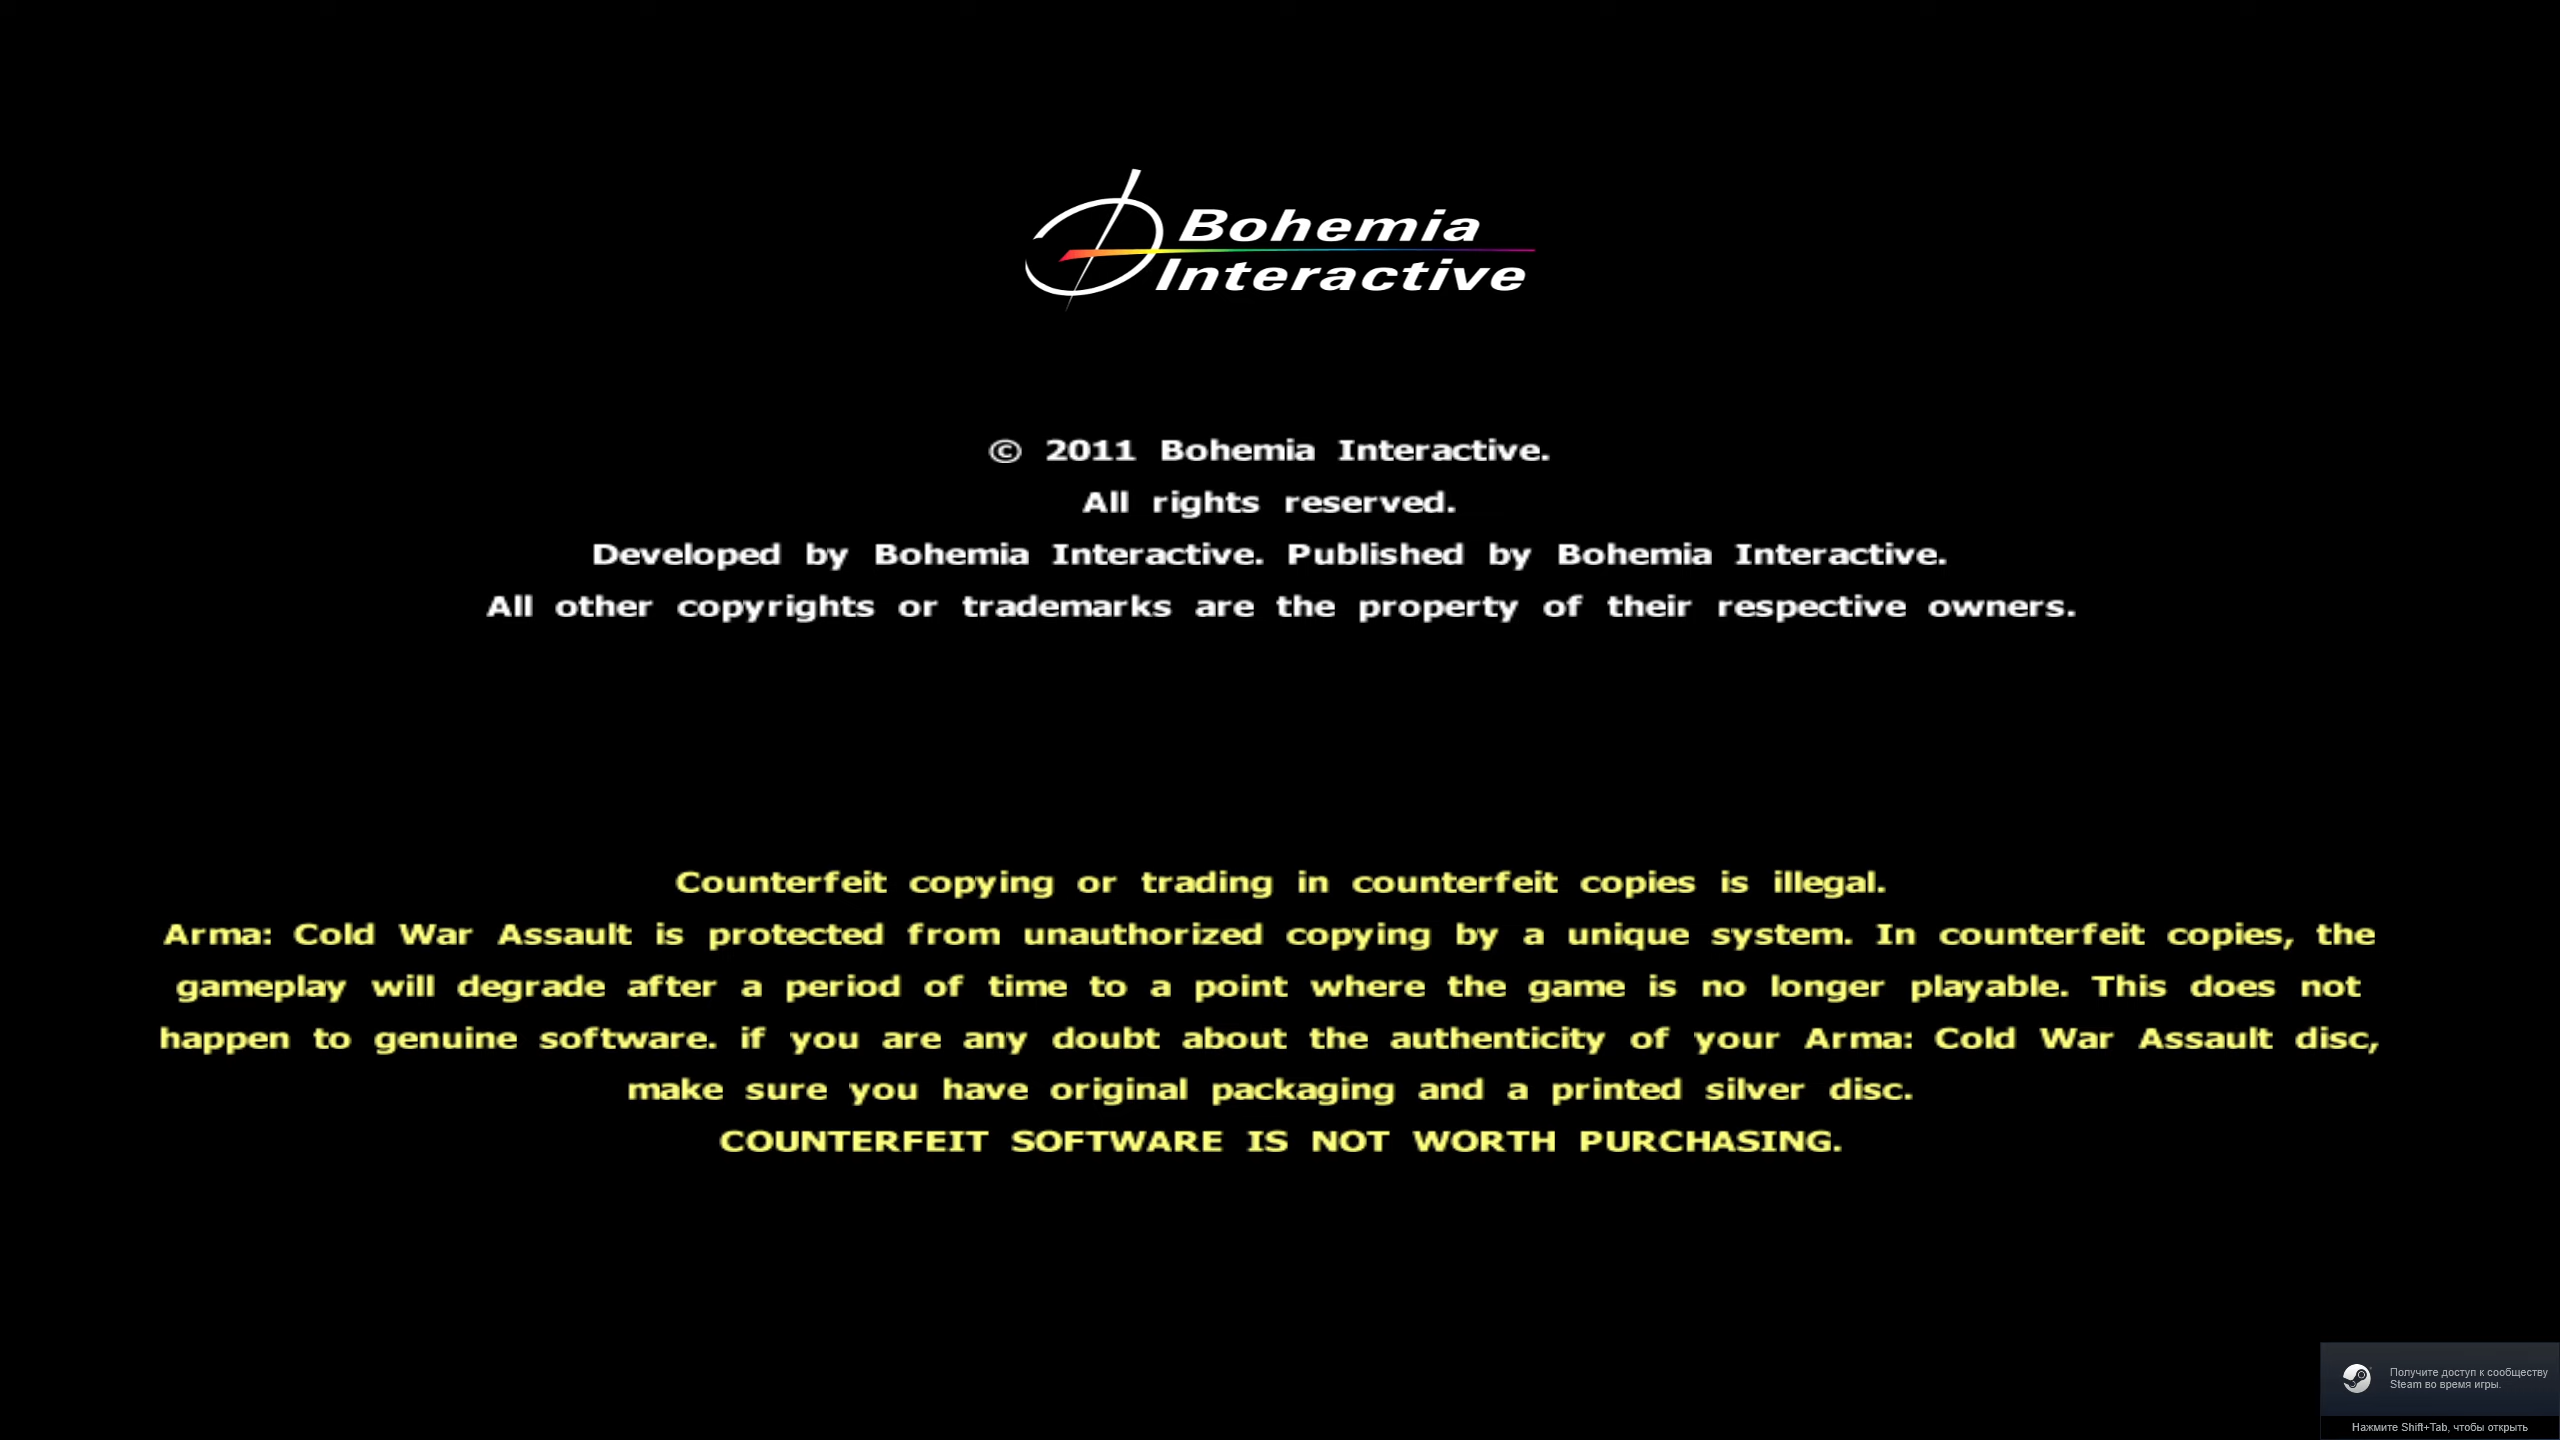 Bohemia
Interactive
© 2011 Bohemia Interactive.
All rights reserved.
Developed by Bohemia Interactive. Published by Bohemia Interactive.
All other copyrights or trademarks are the property of their respective owners.
Counterfeit copying or trading in counterfeit copies is illegal.
Arma: Cold War Assault is protected from unauthorized copying by a unique system. In counterfeit copies, the
gameplay will degrade after a period of time to a point where the game is no longer playable. This does not
happen to genuine software. if you are any doubt about the authenticity of your Arma: Cold War Assault disc,
make sure you have original packaging and a printed silver disc.
COUNTERFEIT SOFTWARE IS NOT WORTH PURCHASING.
Получите доступ к сообществу
Steam во время игры.
Нажмите Shift+Tab, чтобы открыть